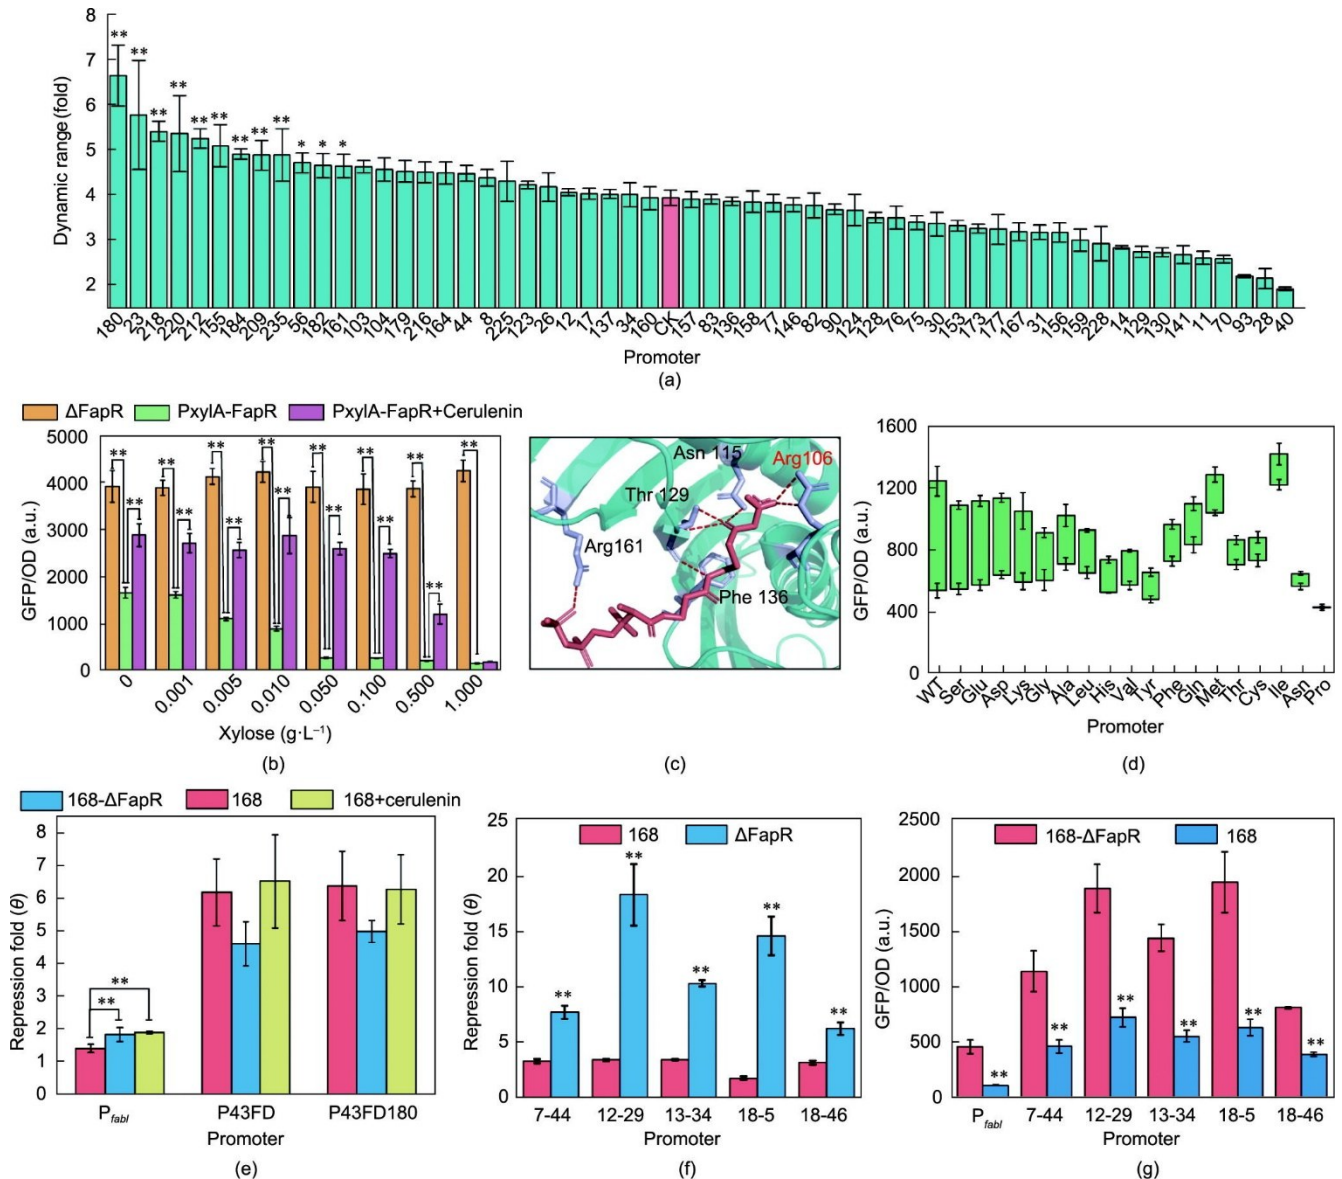 8
7
6
5
4
3
2
Dynamic range (fold)
** ** ** ** ** ** ** ** ** * * *
180 23 218 220 212 155 184 209 235 56 182 161 103 104 179 216 164 44 8 225 123 26 12 17 137 34 160 CK 157 83 136 158 77 146 82 90 124 128 76 75 30 153 173 177 167 31 156 159 228 14 129 130 141 11 70 93 28 40
Promoter
(a)
ΔFapR PxylA-FapR PxylA-FapR+Cerulenin
5000
4000
3000
2000
1000
0
GFP/OD (a.u.)
** ** ** ** ** ** ** **
** ** ** ** ** ** **
0 0.001 0.005 0.010 0.050 0.100 0.500 1.000
Xylose (g·L⁻¹)
(b)
Asn 115
Arg106
Thr 129
Arg161
Phe 136
(c)
1600
1200
800
400
0
GFP/OD (a.u.)
WT Ser Glu Asp Lys Gly Ala Leu His Val Tyr Phe Gln Met Thr Cys Ile Asn Pro
Promoter
(d)
168-ΔFapR 168 168+cerulenin
8
7
6
5
4
3
2
1
0
Repression fold (θ)
**
**
PfabI P43FD P43FD180
Promoter
(e)
168 ΔFapR
25
20
15
10
5
0
Repression fold (θ)
** ** ** ** **
7-44 12-29 13-34 18-5 18-46
Promoter
(f)
168-ΔFapR 168
2500
2000
1500
1000
500
0
GFP/OD (a.u.)
** ** ** ** ** **
PfabI 7-44 12-29 13-34 18-5 18-46
Promoter
(g)